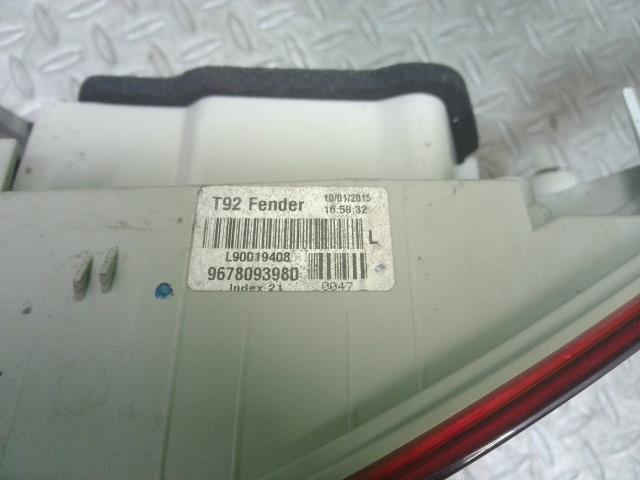 T92 Fender 10/01/2015
16:58:32
L
L90019408
9678093980
Index 21 0047